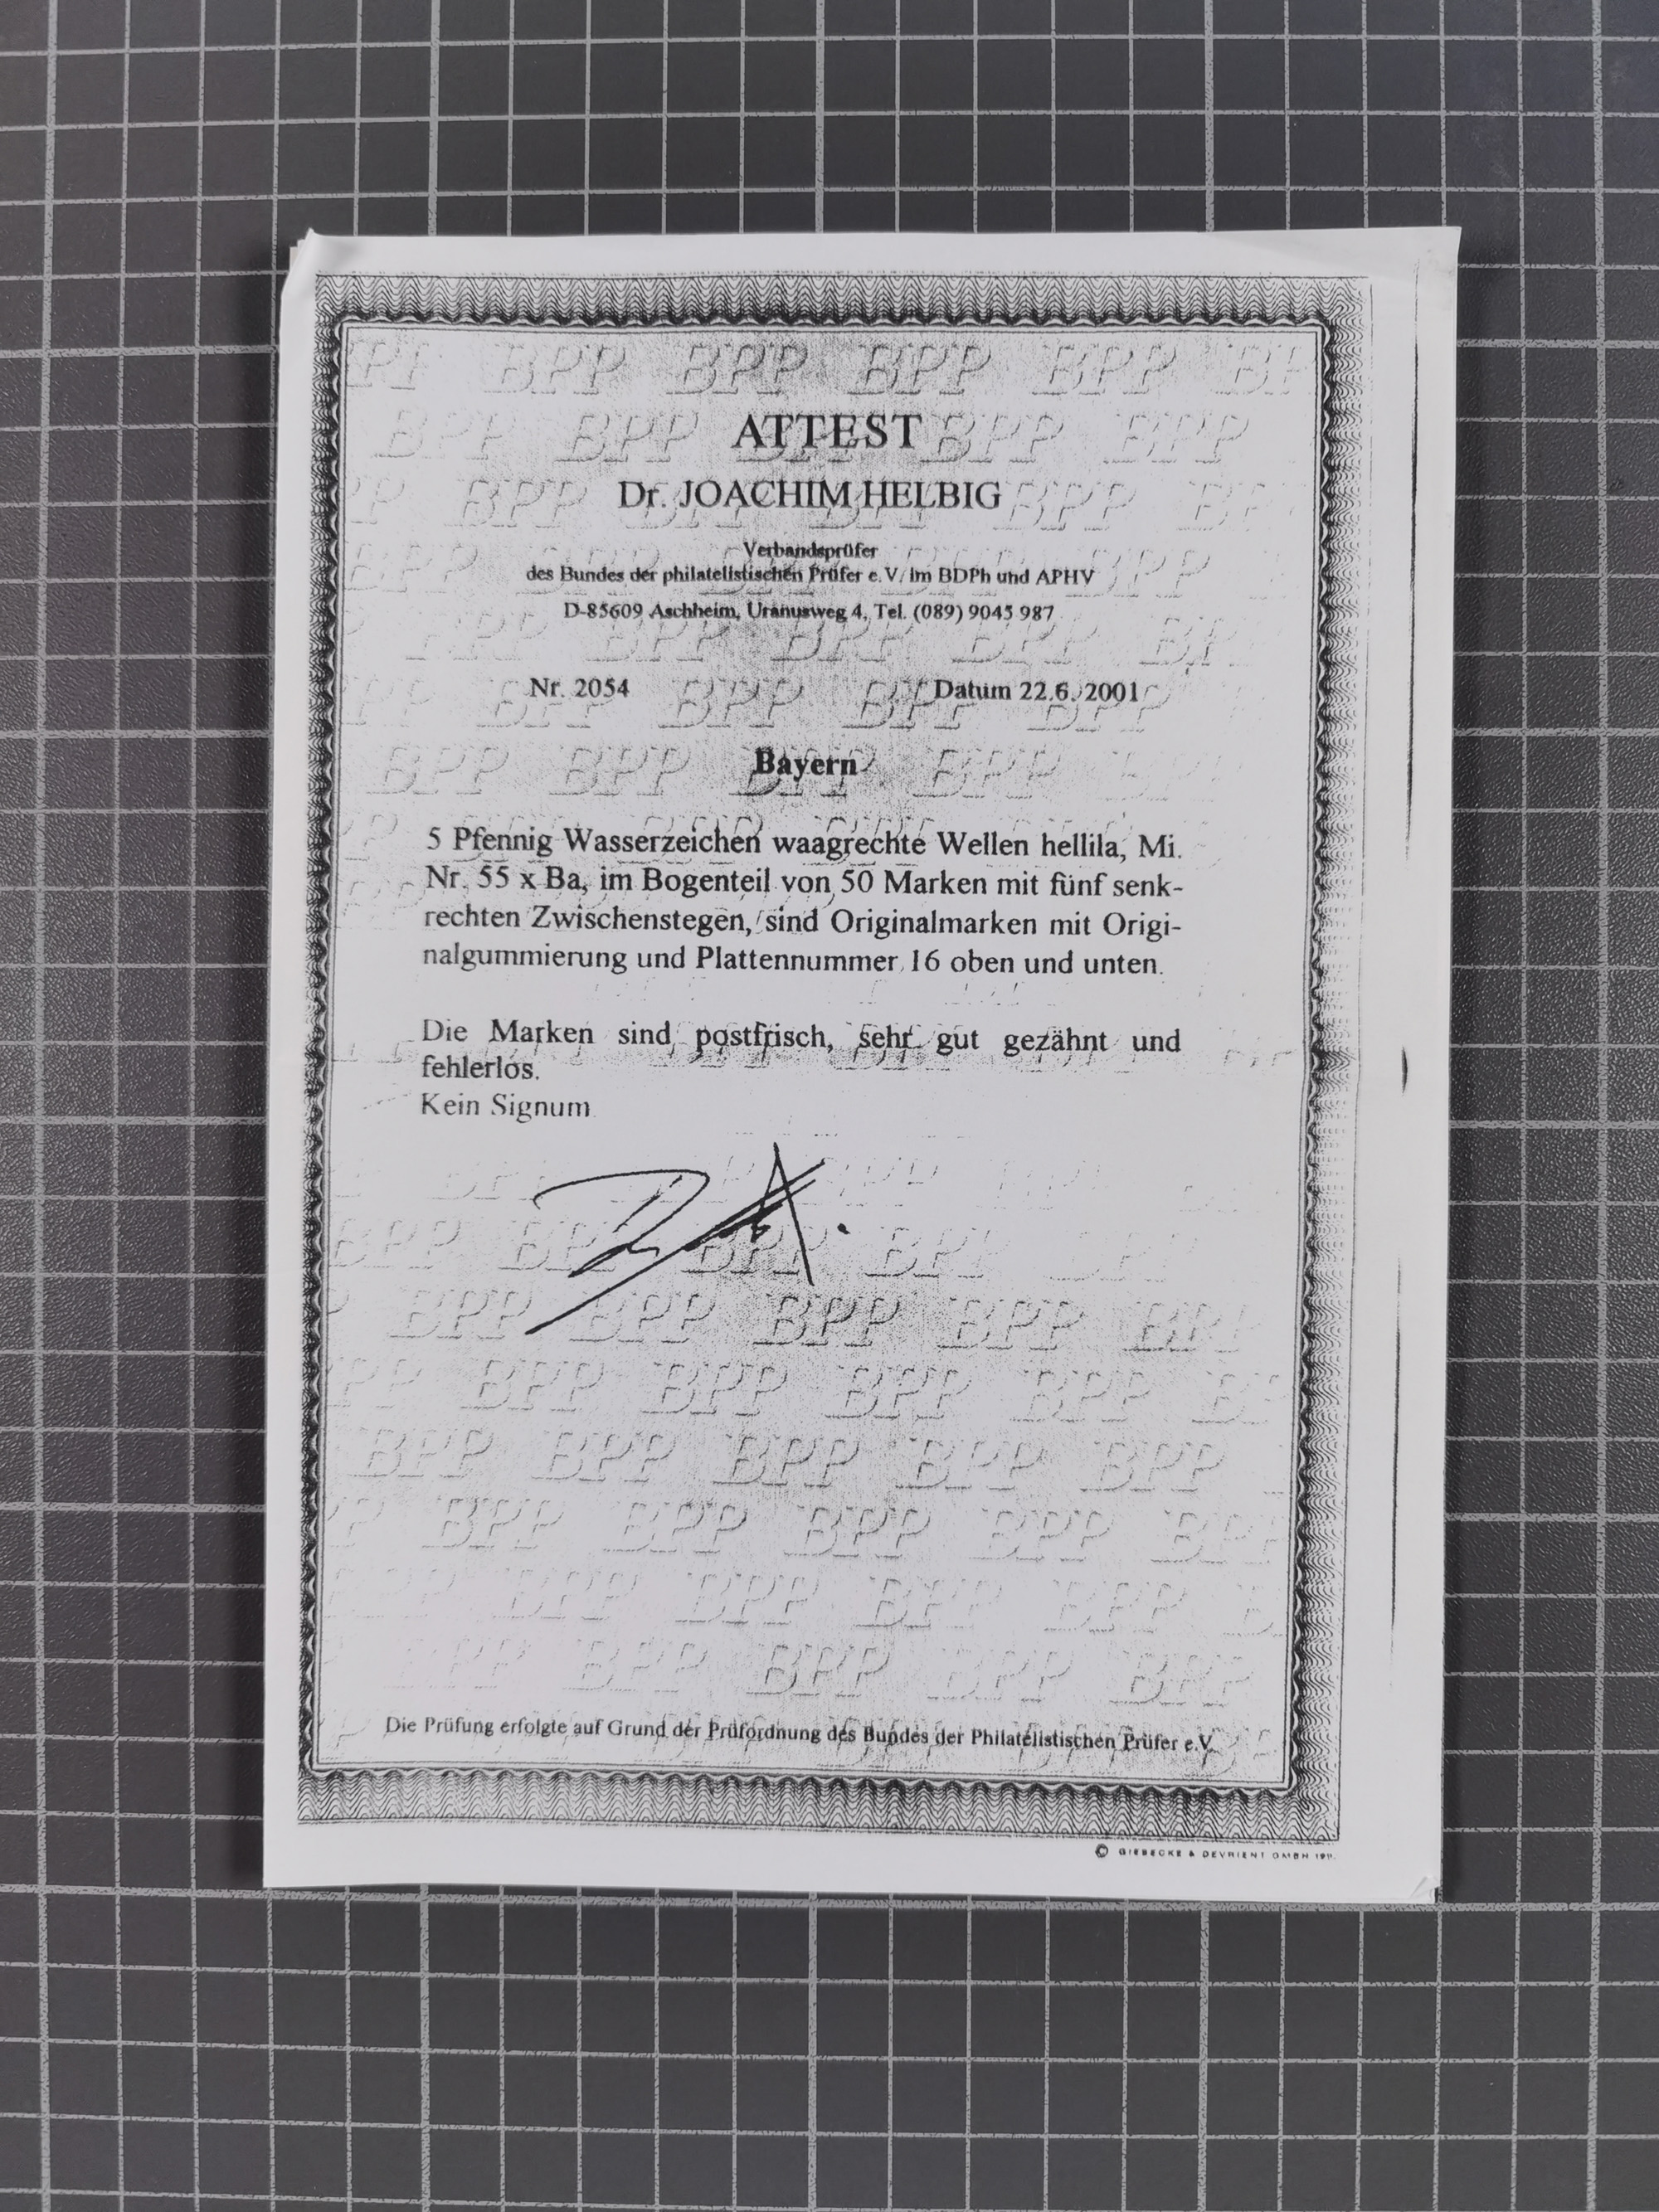 ATTEST
Dr. JOACHIM HELBIG
Verbandsprüfer
des Bundes der philatelistischen Prüfer e.V. im BDPh und APHV
D-85609 Aschheim, Uranusweg 4, Tel. (089) 9045 987
Nr. 2054 Datum 22.6.2001
Bayern
5 Pfennig Wasserzeichen waagrechte Wellen hellila, Mi.
Nr. 55 x Ba, im Bogenteil von 50 Marken mit fünf senk-
rechten Zwischenstegen, sind Originalmarken mit Origi-
nalgummierung und Plattennummer 16 oben und unten.
Die Marken sind postfrisch, sehr gut gezähnt und
fehlerlos.
Kein Signum
Die Prüfung erfolgte auf Grund der Prüfordnung des Bundes der Philatelistischen Prüfer e.V.
© GIESECKE & DEVRIENT GMBH